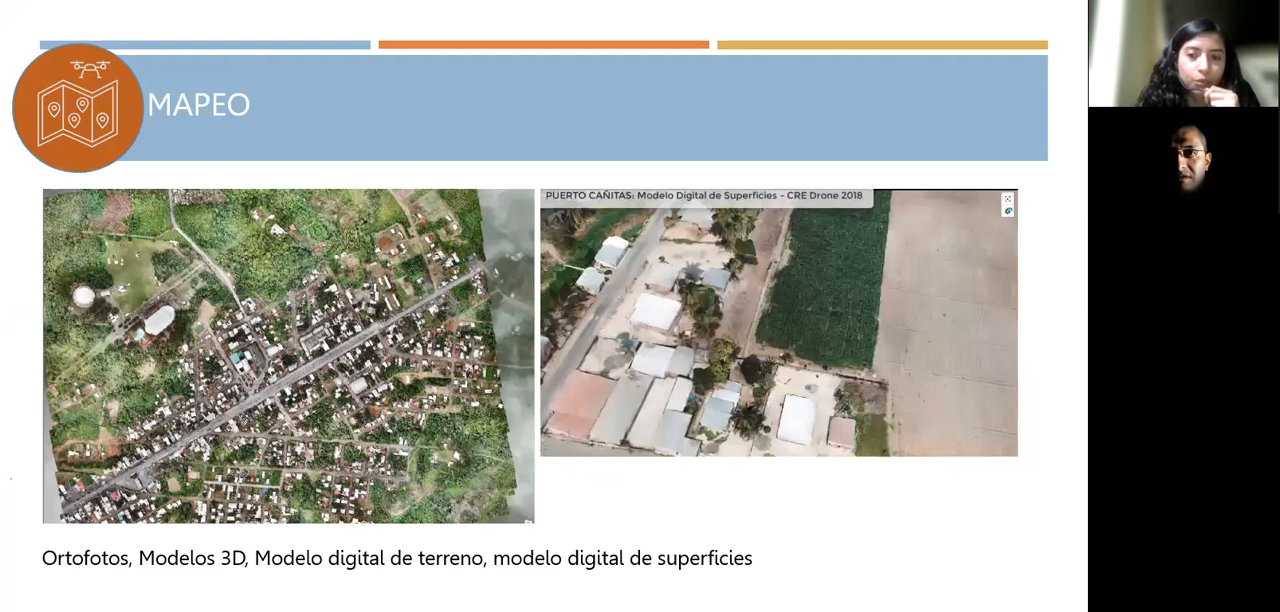 MAPEO
PUERTO CAÑITAS: Modelo Digital de Superficies - CRE Drone 2018
Ortofotos, Modelos 3D, Modelo digital de terreno, modelo digital de superficies